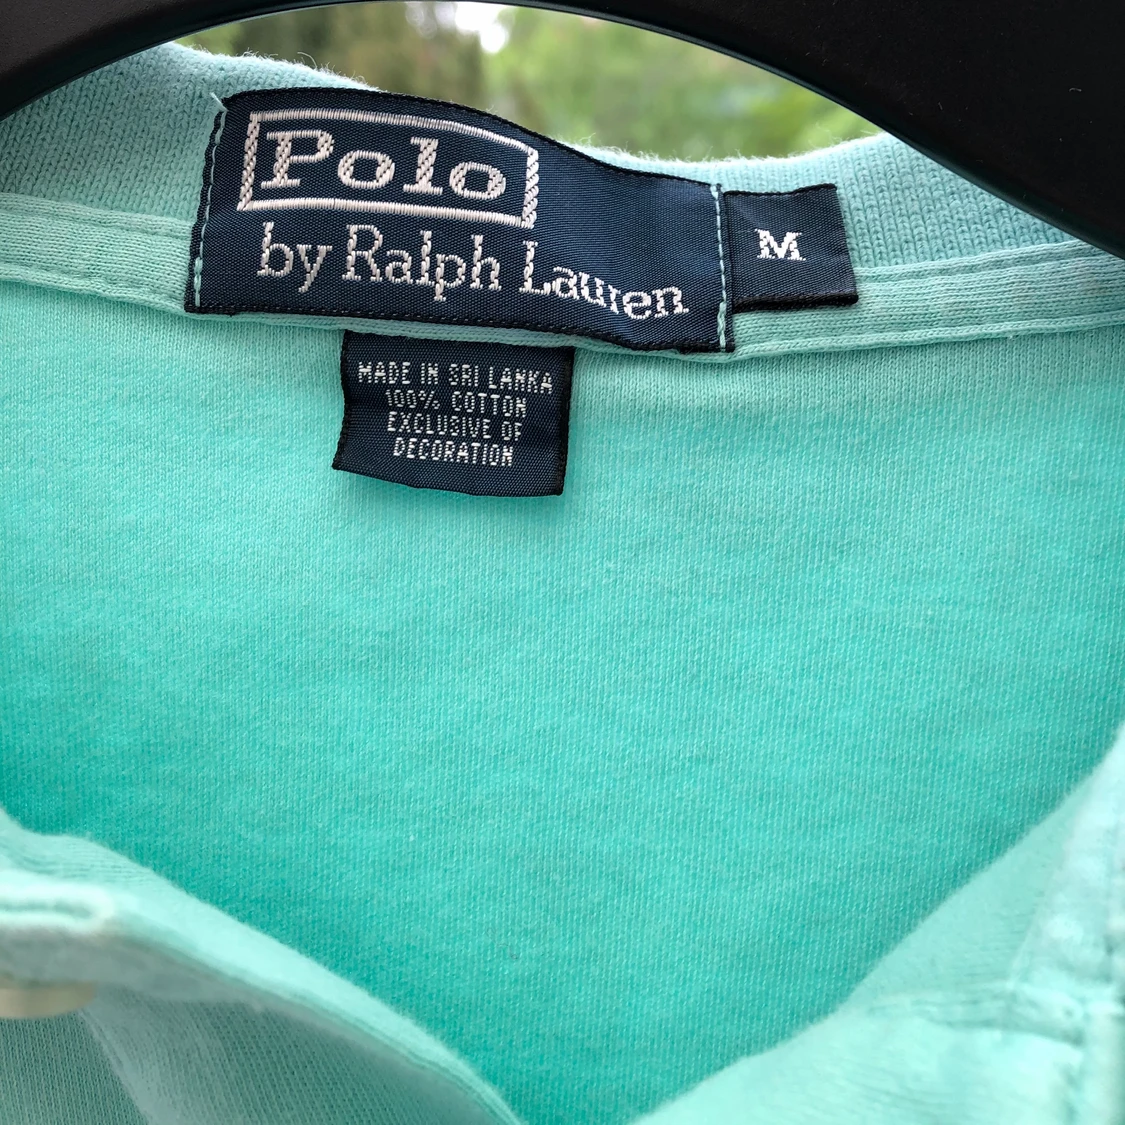 Polo
by Ralph Lauren
M
MADE IN SRI LANKA
100% COTTON
EXCLUSIVE OF
DECORATION